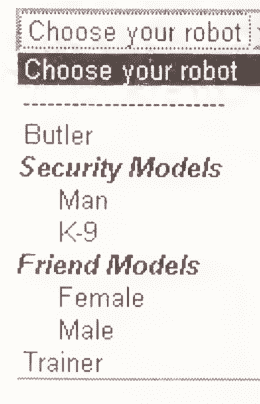 Choose your robot
Choose your robot
-------------------------
Butler
Security Models
Man
K-9
Friend Models
Female
Male
Trainer